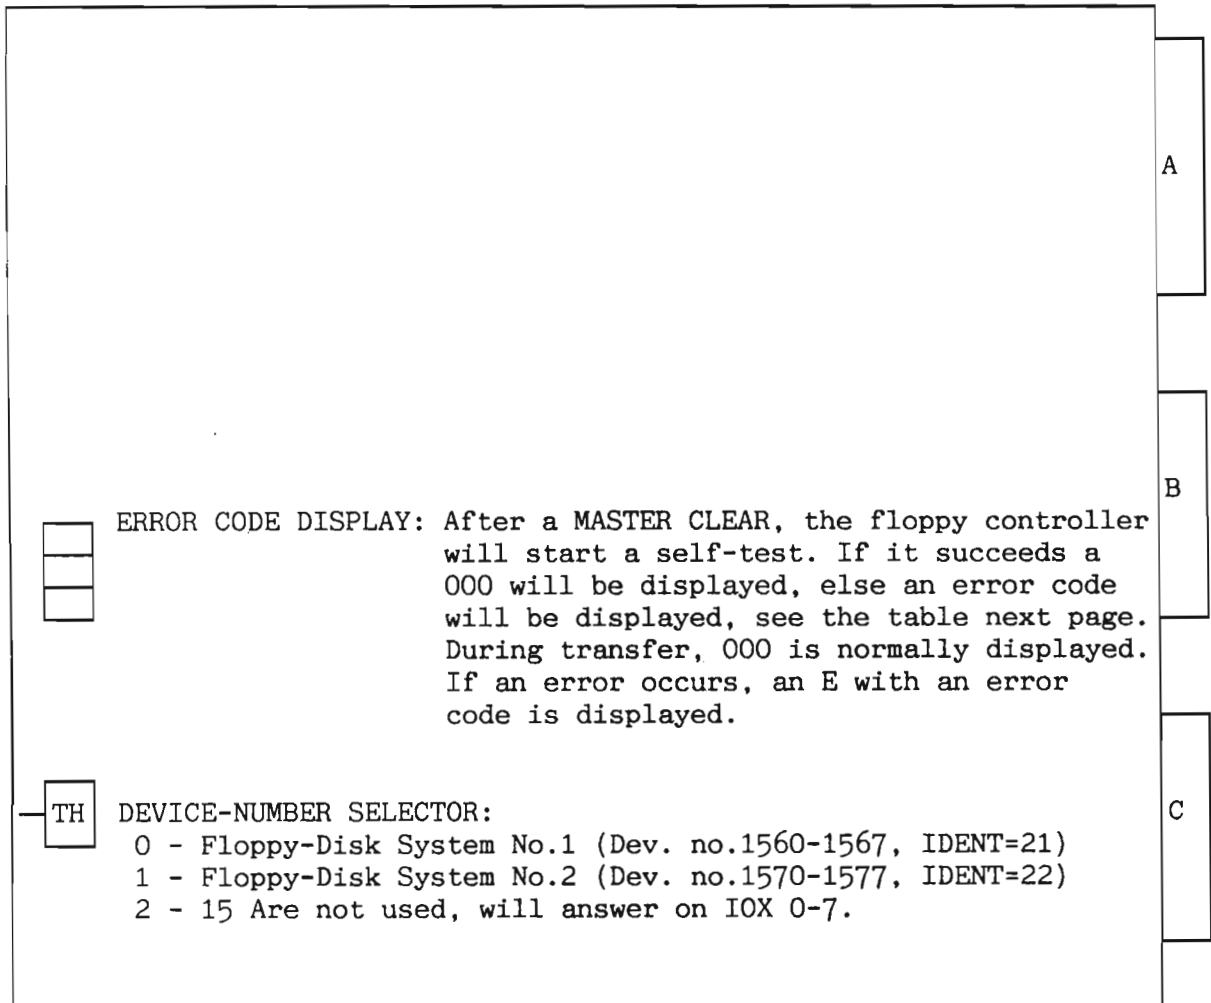 A
B
ERROR CODE DISPLAY: After a MASTER CLEAR, the floppy controller
will start a self-test. If it succeeds a
000 will be displayed, else an error code
will be displayed, see the table next page.
During transfer, 000 is normally displayed.
If an error occurs, an E with an error
code is displayed.
TH
DEVICE-NUMBER SELECTOR:
0 - Floppy-Disk System No.1 (Dev. no.1560-1567, IDENT=21)
1 - Floppy-Disk System No.2 (Dev. no.1570-1577, IDENT=22)
2 - 15 Are not used, will answer on IOX 0-7.
C